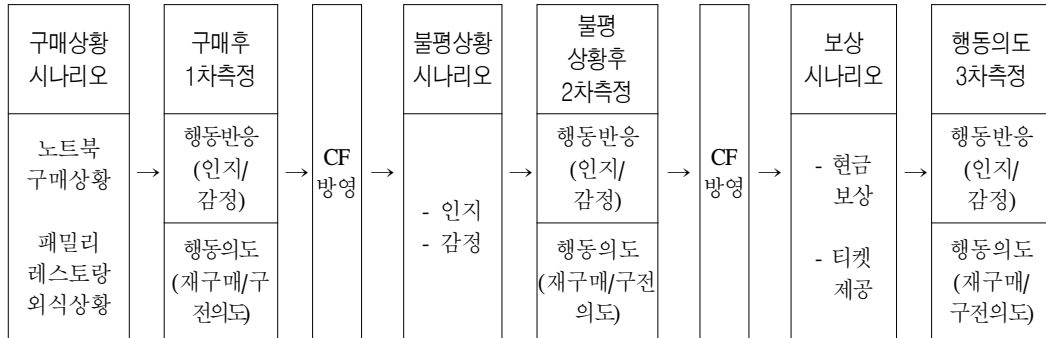 구매상황
시나리오
노트북
구매상황
패밀리
레스토랑
외식상황
→
구매후
1차측정
행동반응
(인지/
감정)
행동의도
(재구매/구
전의도)
→
CF
방영
→
불평상황
시나리오
- 인지
- 감정
→
불평
상황후
2차측정
행동반응
(인지/
감정)
행동의도
(재구매/구전
의도)
→
CF
방영
→
보상
시나리오
- 현금
보상
- 티켓
제공
→
행동의도
3차측정
행동반응
(인지/
감정)
행동의도
(재구매/
구전의도)